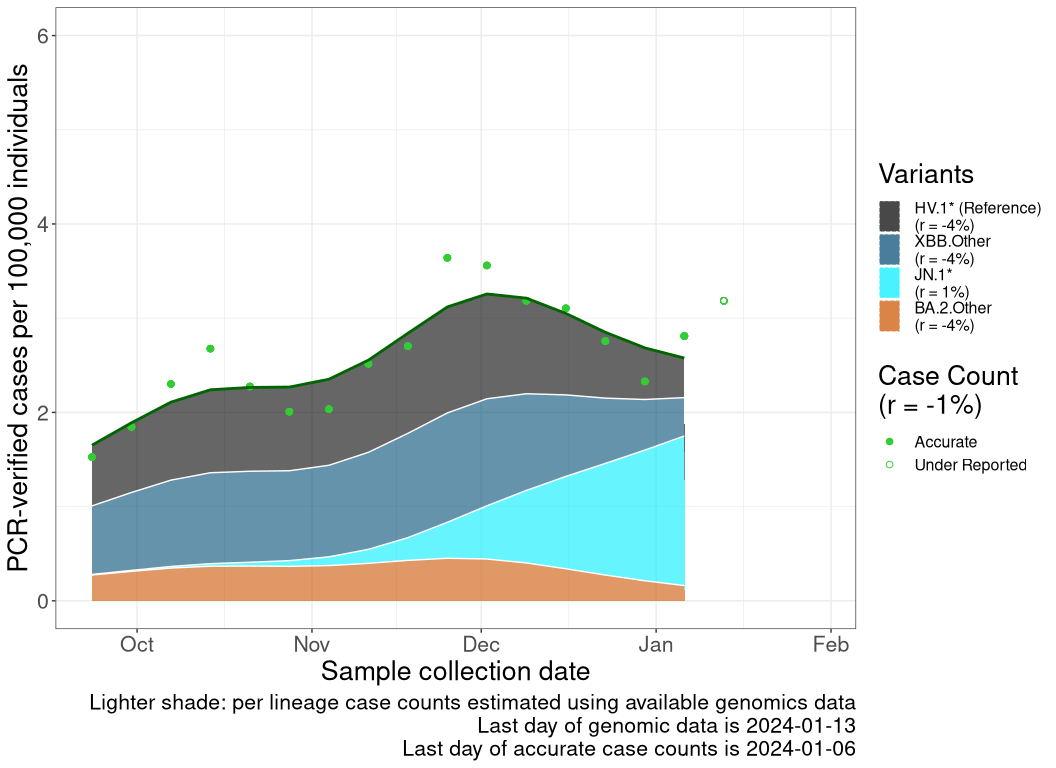 PCR-verified cases per 100,000 individuals
6
4
2
0
Oct
Nov
Dec
Jan
Feb
Sample collection date
Lighter shade: per lineage case counts estimated using available genomics data
Last day of genomic data is 2024-01-13
Last day of accurate case counts is 2024-01-06
Variants
HV.1* (Reference)
(r = -4%)
XBB.Other
(r = -4%)
JN.1*
(r = 1%)
BA.2.Other
(r = -4%)
Case Count
(r = -1%)
Accurate
Under Reported